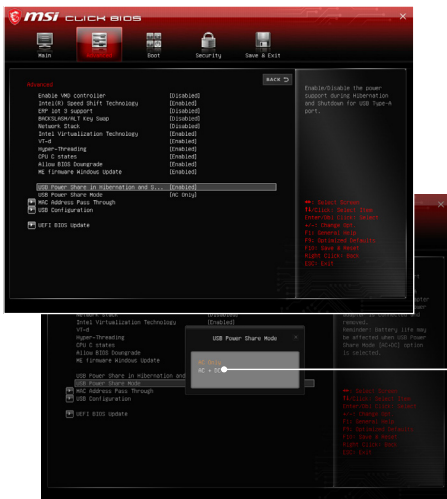 msi CLICK BIOS
Main
Advanced
Boot
Security
Save & Exit
BACK
Advanced
Enable VMD controller [Disabled]
Intel(R) Speed Shift Technology [Enabled]
ERP Lot 3 support [Disabled]
BACKSLASH/ALT Key Swap [Disabled]
Network Stack [Disabled]
Intel Virtualization Technology [Enabled]
VT-d [Enabled]
Hyper-Threading [Enabled]
CPU C states [Enabled]
Allow BIOS Downgrade [Enabled]
ME firmware Windows Update [Enabled]
USB Power Share in Hibernation and S... [Enabled]
USB Power Share Mode [AC Only]
MAC Address Pass Through
USB Configuration
UEFI BIOS Update
Enable/Disable the power
support during Hibernation
and Shutdown for USB Type-A
port.
: Select Screen
/Click: Select Item
Enter/Dbl Click: Select
+/-: Change Opt.
F1: General Help
F9: Optimized Defaults
F10: Save & Reset
Right Click: Back
ESC: Exit
Network Stack [Disabled]
Intel Virtualization Technology [Enabled]
VT-d
Hyper-Threading
CPU C states
Allow BIOS Downgrade
ME firmware Windows Update
USB Power Share in Hibernation and
USB Power Share Mode
MAC Address Pass Through
USB Configuration
UEFI BIOS Update
USB Power Share Mode
AC Only
AC + DC
removed.
Reminder: Battery life may
be affected when USB Power
Share Mode [AC+DC] option
is selected.
: Select Screen
/Click: Select Item
Enter/Dbl Click: Select
+/-: Change Opt.
F1: General Help
F9: Optimized Defaults
F10: Save & Reset
Right Click: Back
ESC: Exit